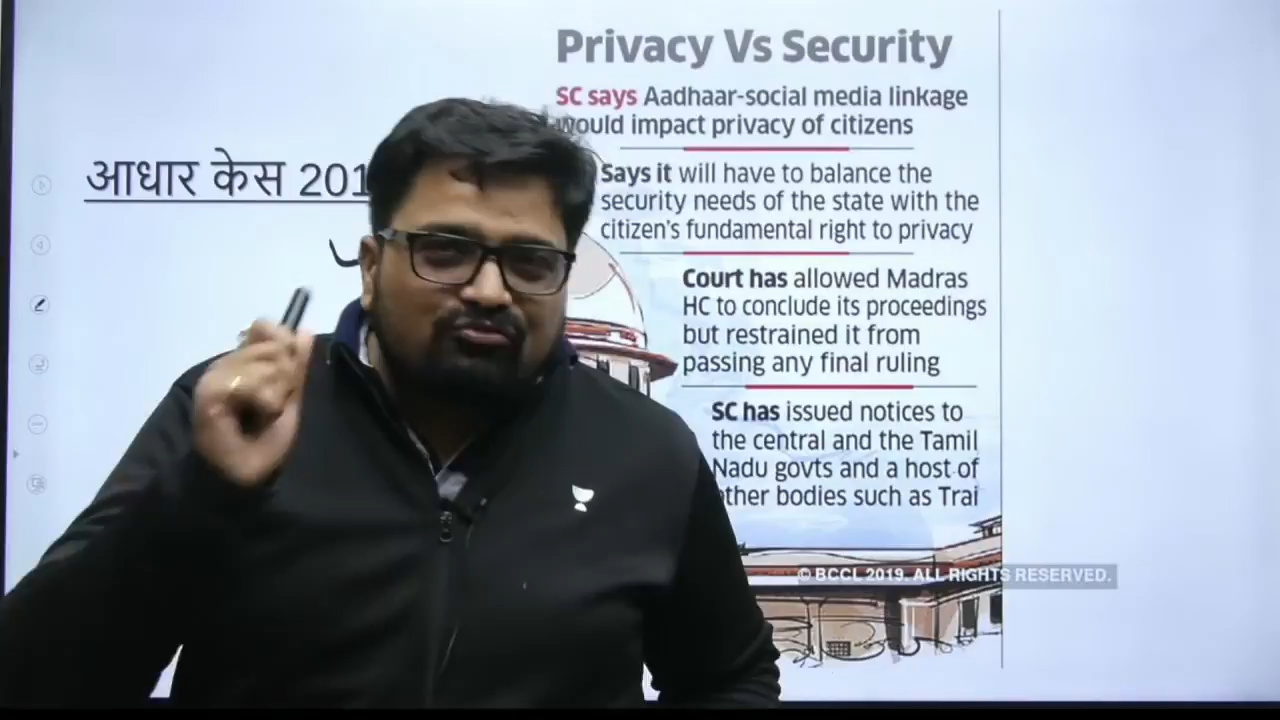 आधार केस 201
Privacy Vs Security
SC says Aadhaar-social media linkage
would impact privacy of citizens
Says it will have to balance the
security needs of the state with the
citizen's fundamental right to privacy
Court has allowed Madras
HC to conclude its proceedings
but restrained it from
passing any final ruling
SC has issued notices to
the central and the Tamil
Nadu govts and a host of
other bodies such as Trai
© BCCL 2019. ALL RIGHTS RESERVED.